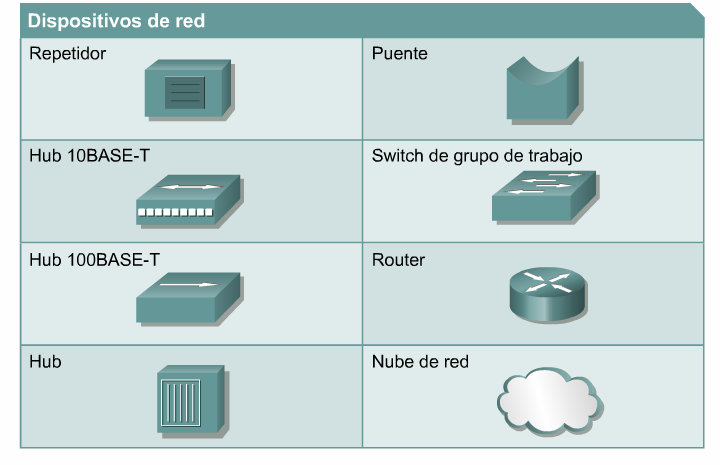 Dispositivos de red
Repetidor
Puente
Hub 10BASE-T
Switch de grupo de trabajo
Hub 100BASE-T
Router
Hub
Nube de red